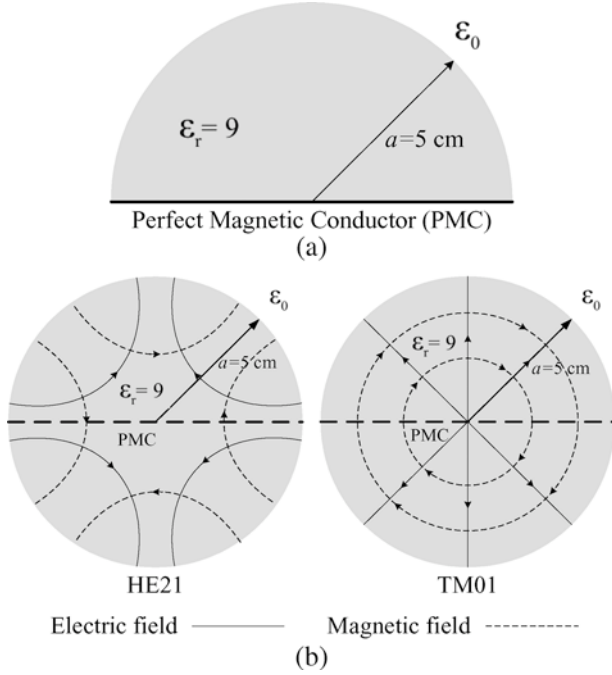 ε₀
εᵣ= 9
a=5 cm
Perfect Magnetic Conductor (PMC)
(a)
ε₀
εᵣ= 9
a=5 cm
PMC
HE21
ε₀
εᵣ= 9
a=5 cm
PMC
TM01
Electric field
Magnetic field
(b)